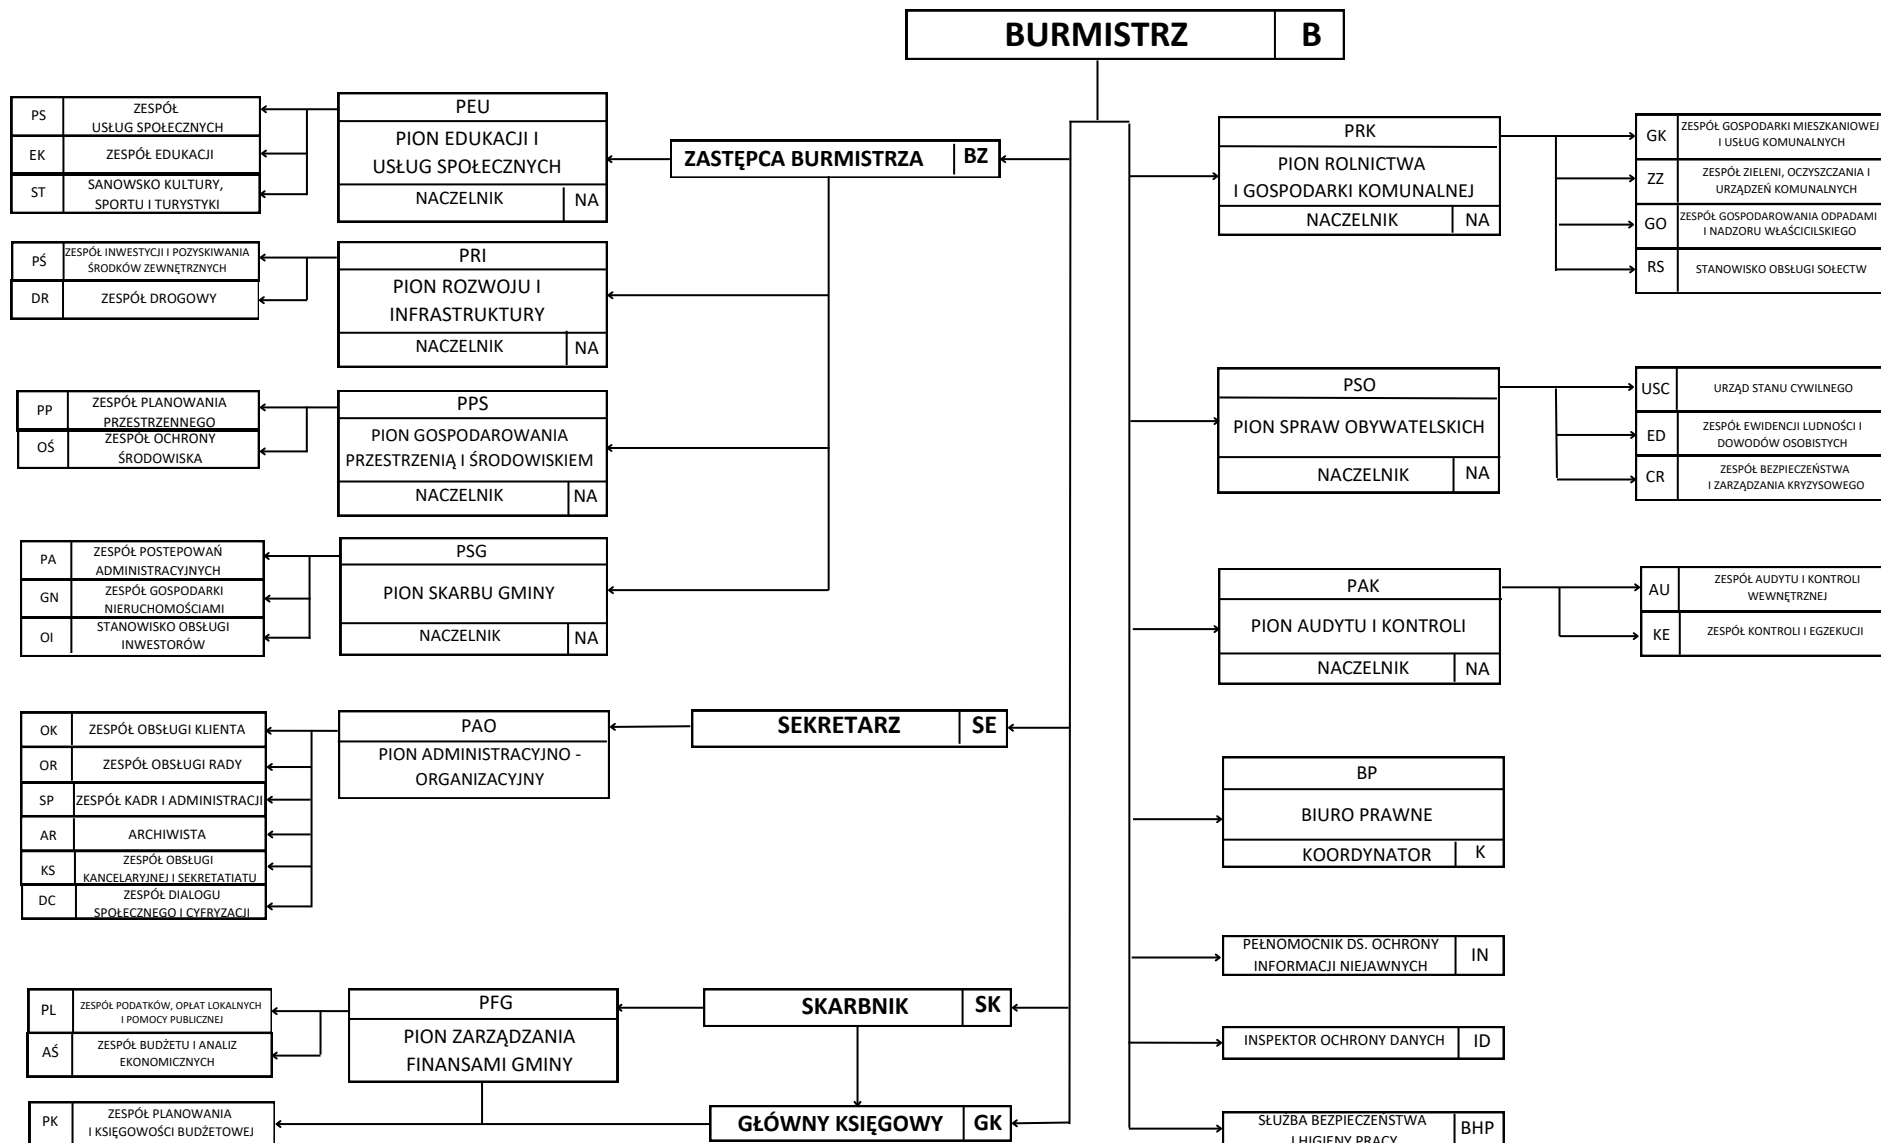 BURMISTRZ B
PS ZESPÓŁ
USŁUG SPOŁECZNYCH
EK ZESPÓŁ EDUKACJI
ST SANOWSKO KULTURY,
SPORTU I TURYSTYKI
PEU
PION EDUKACJI I
USŁUG SPOŁECZNYCH
NACZELNIK NA
ZASTĘPCA BURMISTRZA BZ
PŚ ZESPÓŁ INWESTYCJI I POZYSKIWANIA
ŚRODKÓW ZEWNĘTRZNYCH
DR ZESPÓŁ DROGOWY
PRI
PION ROZWOJU I
INFRASTRUKTURY
NACZELNIK NA
PP ZESPÓŁ PLANOWANIA
PRZESTRZENNEGO
OŚ ZESPÓŁ OCHRONY
ŚRODOWISKA
PPS
PION GOSPODAROWANIA
PRZESTRZENIĄ I ŚRODOWISKIEM
NACZELNIK NA
PA ZESPÓŁ POSTEPOWAŃ
ADMINISTRACYJNYCH
GN ZESPÓŁ GOSPODARKI
NIERUCHOMOŚCIAMI
OI STANOWISKO OBSŁUGI
INWESTORÓW
PSG
PION SKARBU GMINY
NACZELNIK NA
OK ZESPÓŁ OBSŁUGI KLIENTA
OR ZESPÓŁ OBSŁUGI RADY
SP ZESPÓŁ KADR I ADMINISTRACJI
AR ARCHIWISTA
KS ZESPÓŁ OBSŁUGI
KANCELARYJNEJ I SEKRETATIATU
DC ZESPÓŁ DIALOGU
SPOŁECZNEGO I CYFRYZACJI
PAO
PION ADMINISTRACYJNO -
ORGANIZACYJNY
SEKRETARZ SE
PL ZESPÓŁ PODATKÓW, OPŁAT LOKALNYCH
I POMOCY PUBLICZNEJ
AŚ ZESPÓŁ BUDŻETU I ANALIZ
EKONOMICZNYCH
PFG
PION ZARZĄDZANIA
FINANSAMI GMINY
SKARBNIK SK
PK ZESPÓŁ PLANOWANIA
I KSIĘGOWOŚCI BUDŻETOWEJ
GŁÓWNY KSIĘGOWY GK
PRK
PION ROLNICTWA
I GOSPODARKI KOMUNALNEJ
NACZELNIK NA
GK ZESPÓŁ GOSPODARKI MIESZKANIOWEJ
I USŁUG KOMUNALNYCH
ZZ ZESPÓŁ ZIELENI, OCZYSZCZANIA I
URZĄDZEŃ KOMUNALNYCH
GO ZESPÓŁ GOSPODAROWANIA ODPADAMI
I NADZORU WŁAŚCICILSKIEGO
RS STANOWISKO OBSŁUGI SOŁECTW
PSO
PION SPRAW OBYWATELSKICH
NACZELNIK NA
USC URZĄD STANU CYWILNEGO
ED ZESPÓŁ EWIDENCJI LUDNOŚCI I
DOWODÓW OSOBISTYCH
CR ZESPÓŁ BEZPIECZEŃSTWA
I ZARZĄDZANIA KRYZYSOWEGO
PAK
PION AUDYTU I KONTROLI
NACZELNIK NA
AU ZESPÓŁ AUDYTU I KONTROLI
WEWNĘTRZNEJ
KE ZESPÓŁ KONTROLI I EGZEKUCJI
BP
BIURO PRAWNE
KOORDYNATOR K
PEŁNOMOCNIK DS. OCHRONY
INFORMACJI NIEJAWNYCH IN
INSPEKTOR OCHRONY DANYCH ID
SŁUŻBA BEZPIECZEŃSTWA
I HIGIENY PRACY BHP